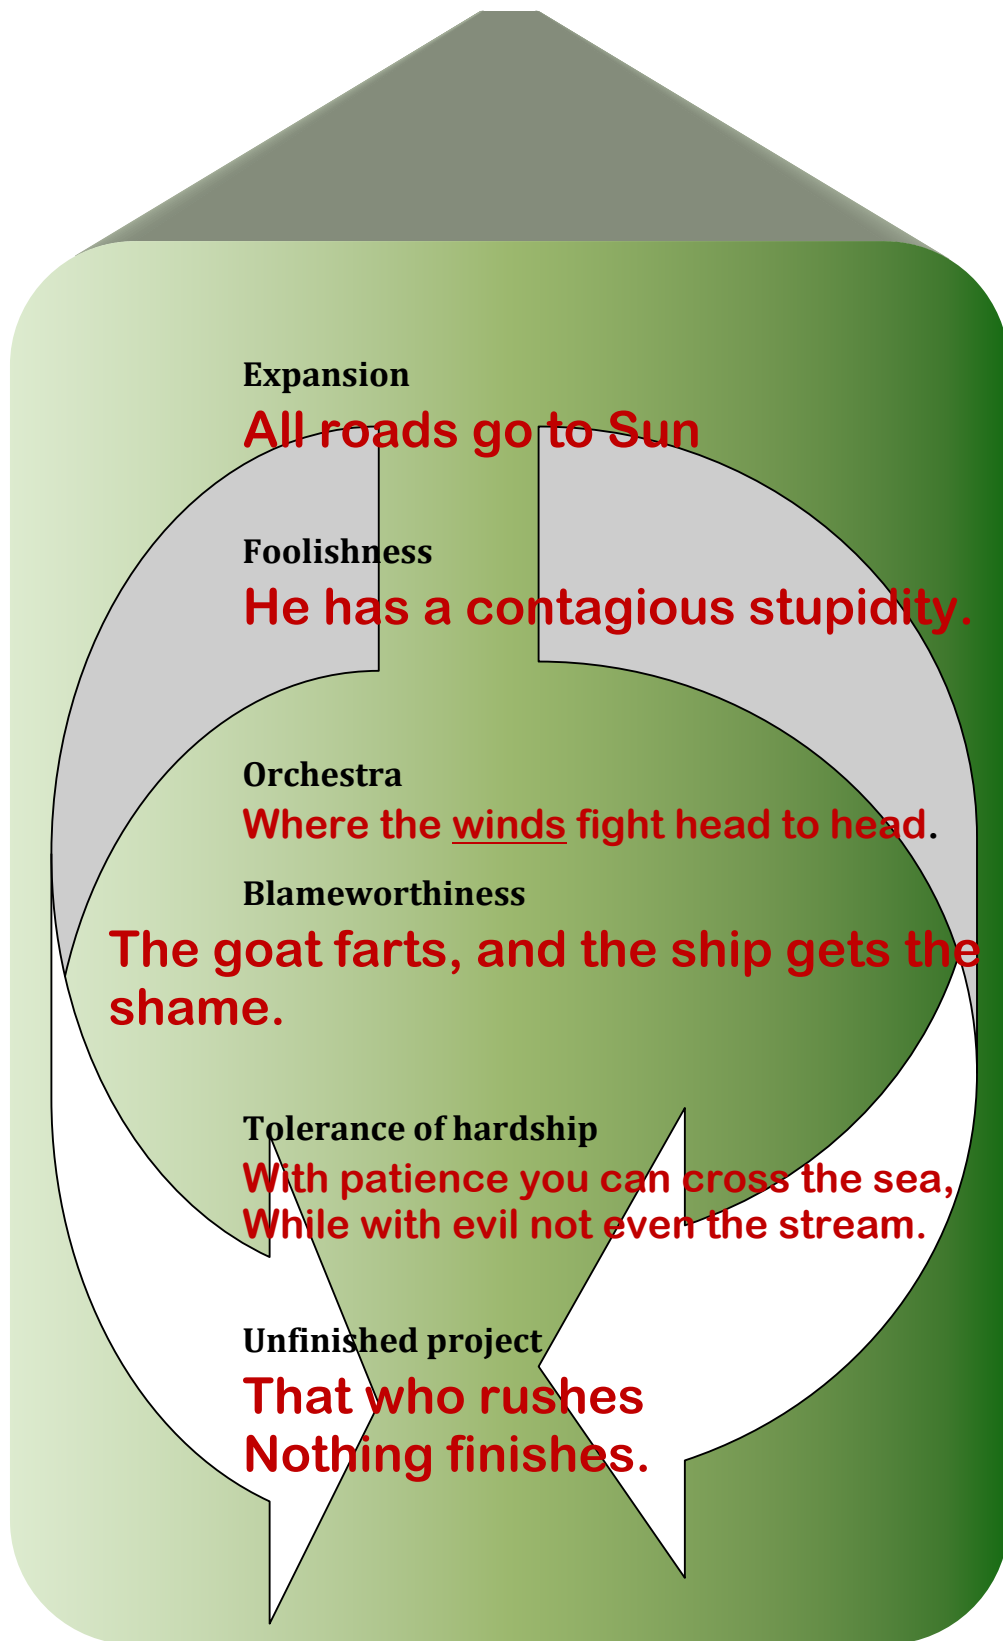 Expansion
All roads go to Sun
Foolishness
He has a contagious stupidity.
Orchestra
Where the winds fight head to head.
Blameworthiness
The goat farts, and the ship gets the
shame.
Tolerance of hardship
With patience you can cross the sea,
While with evil not even the stream.
Unfinished project
That who rushes
Nothing finishes.